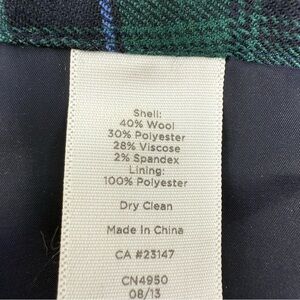 Shell:
40% Wool
30% Polyester
28% Viscose
2% Spandex
Lining:
100% Polyester
Dry Clean
Made In China
CA #23147
CN4950
08/13